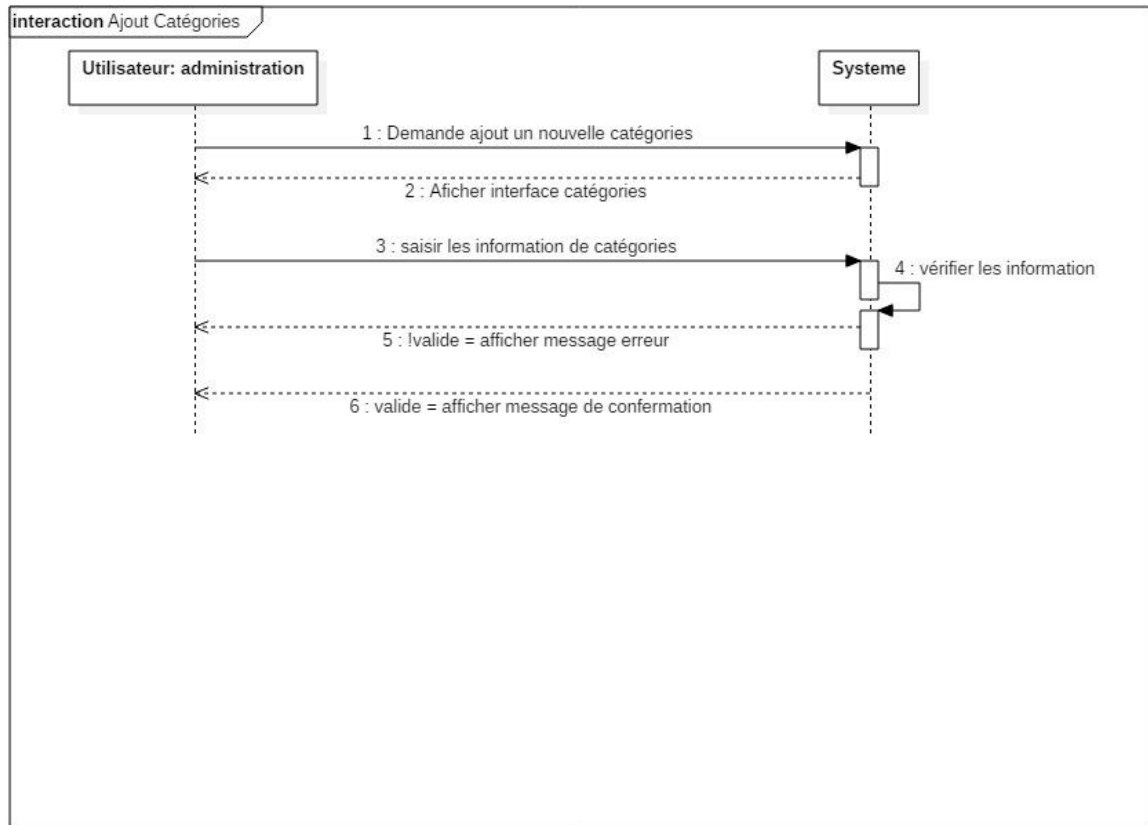 interaction Ajout Catégories
Utilisateur: administration
Systeme
1 : Demande ajout un nouvelle catégories
2 : Aficher interface catégories
3 : saisir les information de catégories
4 : vérifier les information
5 : !valide = afficher message erreur
6 : valide = afficher message de confermation